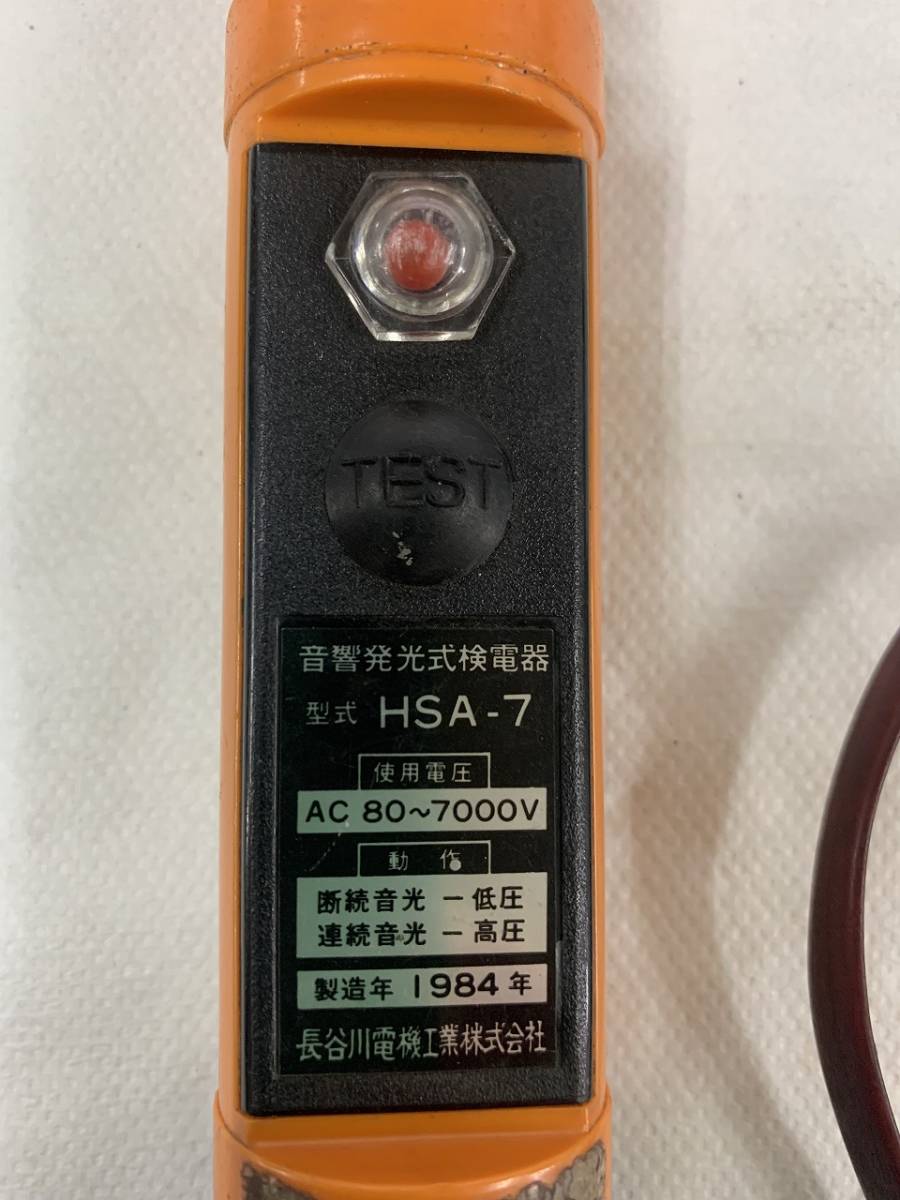 TEST
音響発光式検電器
型式 HSA-7
使用電圧
AC 80~7000V
動作
断続音光 — 低圧
連続音光 — 高圧
製造年 1984年
長谷川電機工業株式会社